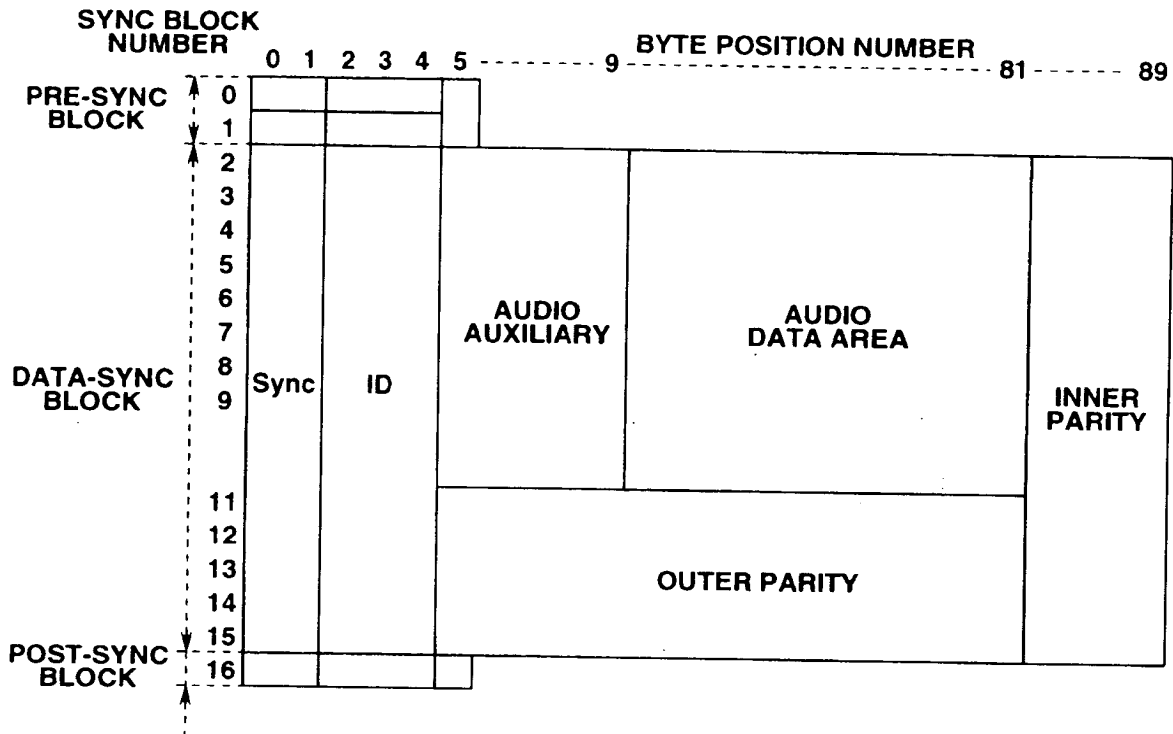 SYNC BLOCK
NUMBER
BYTE POSITION NUMBER
0 1 2 3 4 5 9 81 89
PRE-SYNC
BLOCK
0
1
DATA-SYNC
BLOCK
2
3
4
5
6
7
8
9
11
12
13
14
15
Sync
ID
AUDIO
AUXILIARY
AUDIO
DATA AREA
INNER
PARITY
OUTER PARITY
POST-SYNC
BLOCK
16